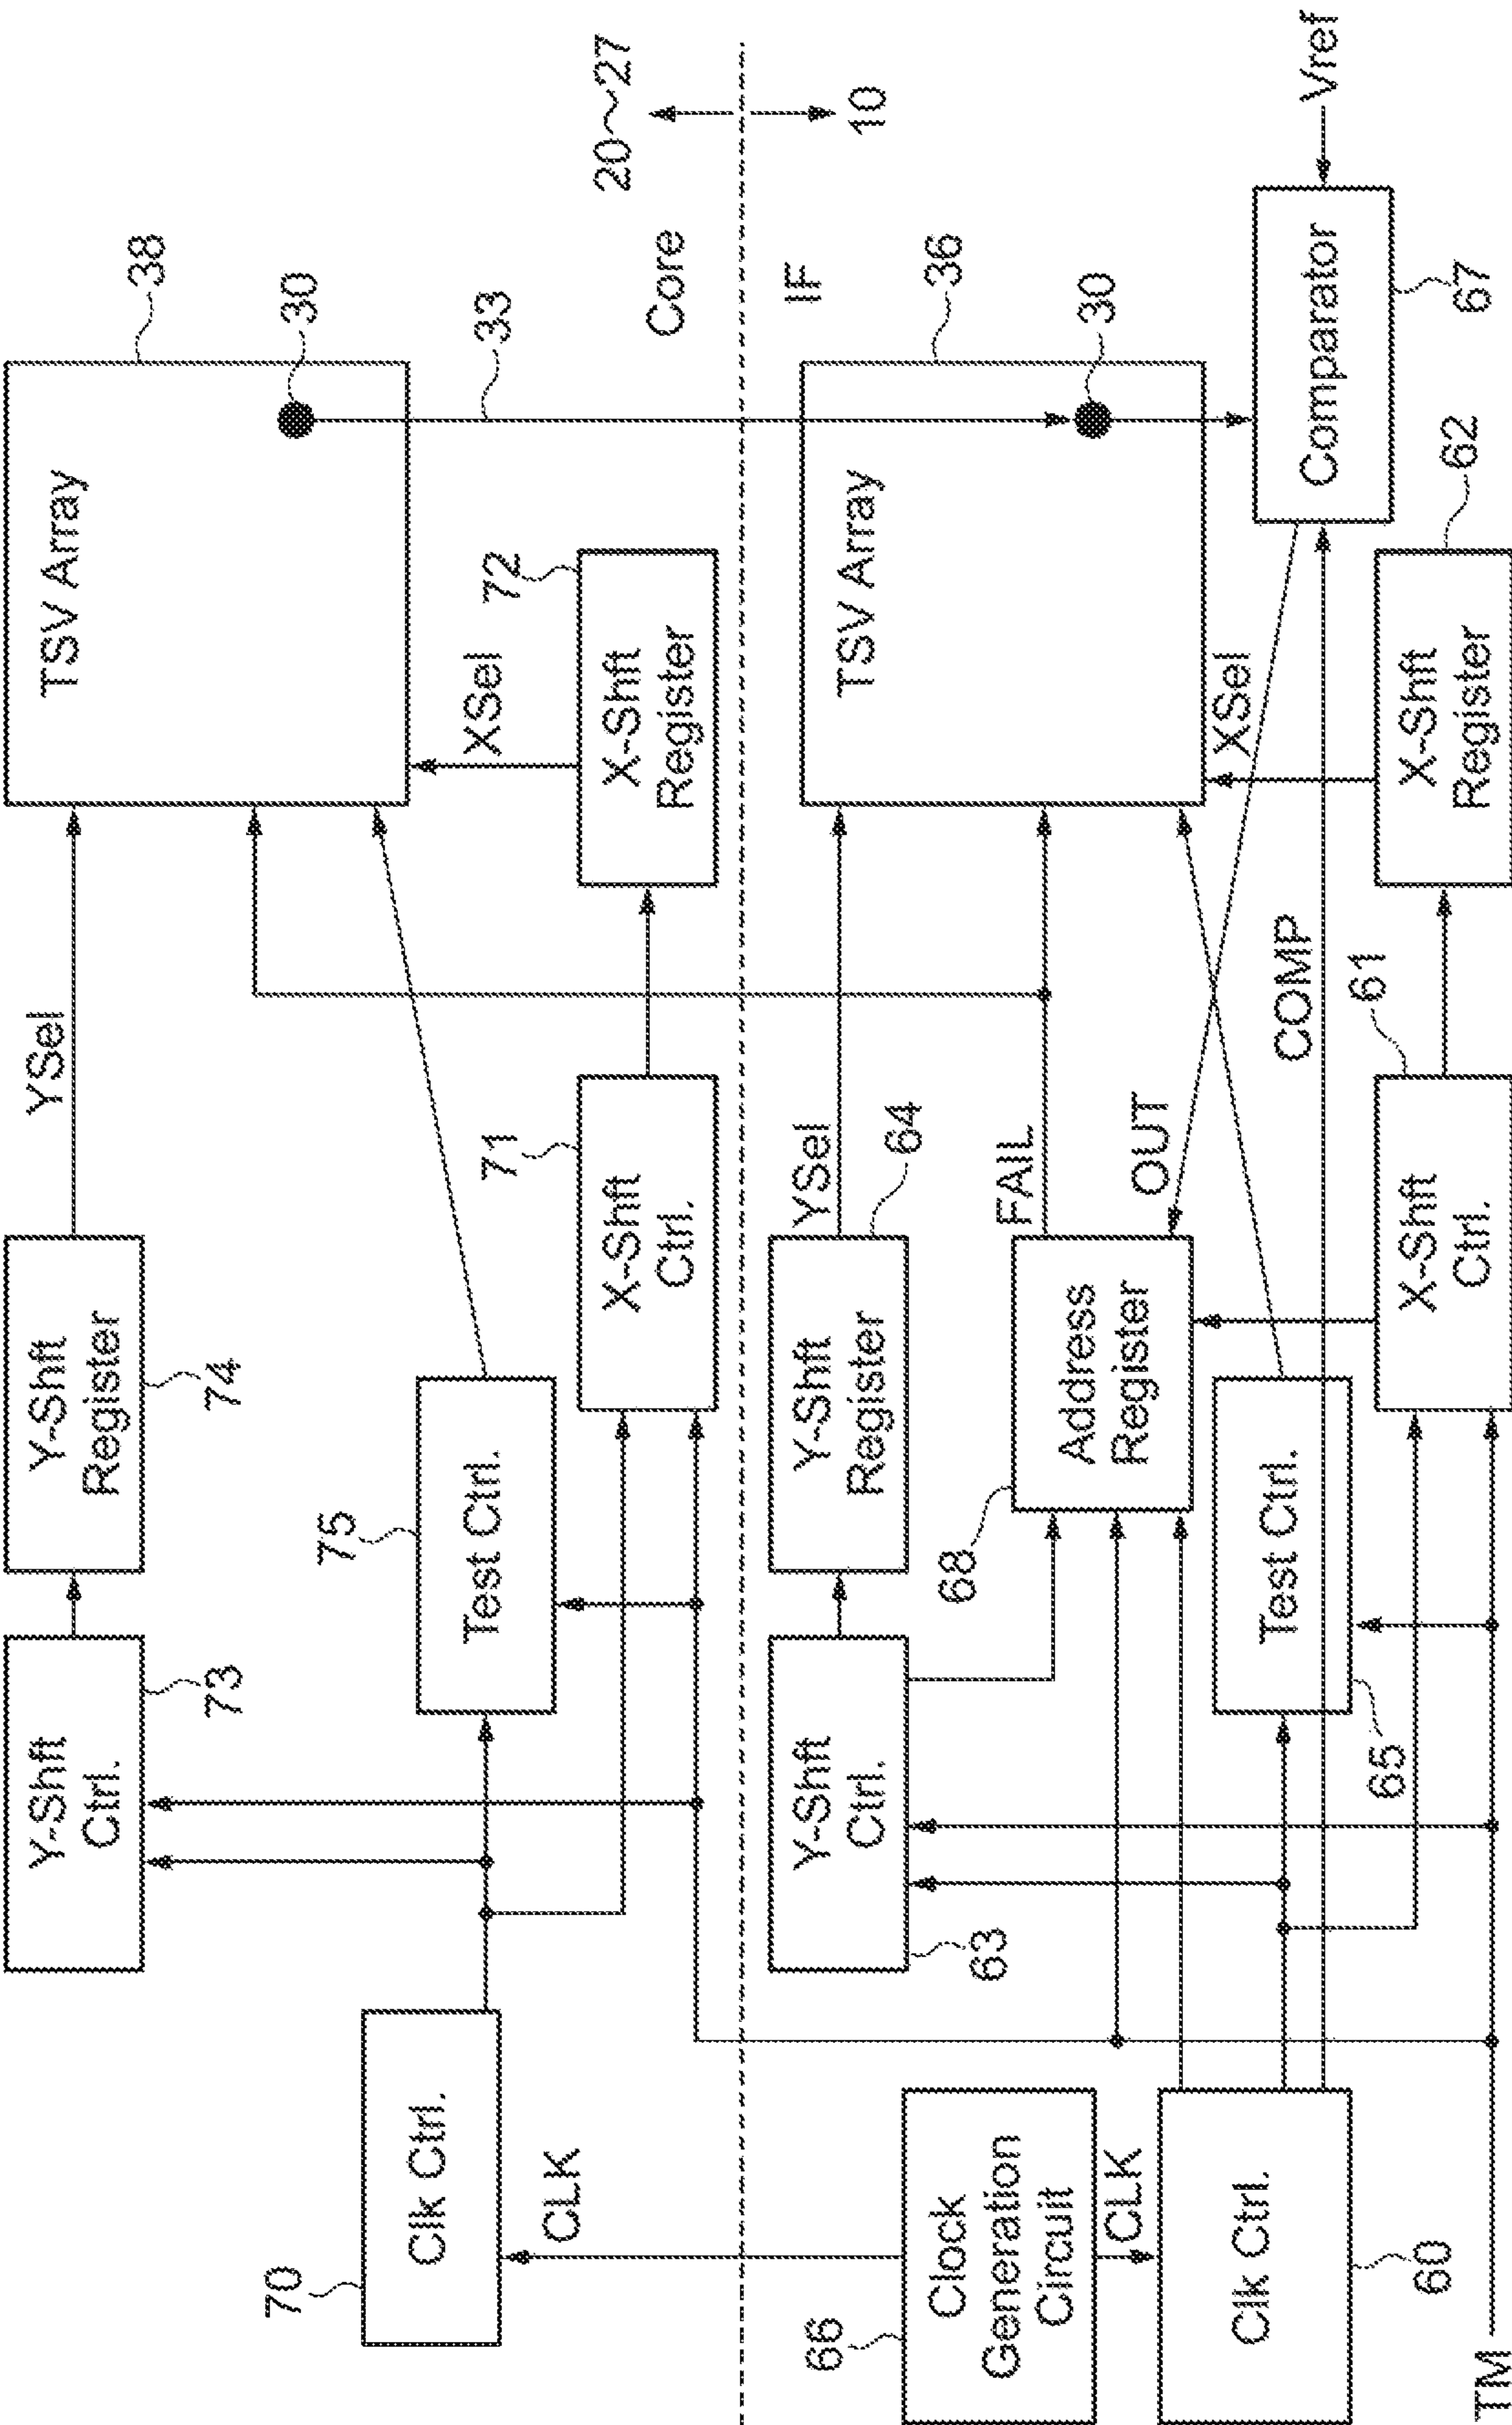 Y-Shft
Ctrl.
73
Y-Shft
Register
74
YSel
TSV Array
38
30
33
70
Clk Ctrl.
75
Test Ctrl.
71
X-Shft
Ctrl.
72
X-Shft
Register
XSel
CLK
Core
20~27
IF
10
Y-Shft
Ctrl.
63
Y-Shft
Register
64
YSel
TSV Array
36
30
66
Clock
Generation
Circuit
CLK
Clk Ctrl.
60
68
Address
Register
FAIL
OUT
Test Ctrl.
65
COMP
XSel
Comparator
67
Vref
X-Shft
Ctrl.
61
X-Shft
Register
62
TM